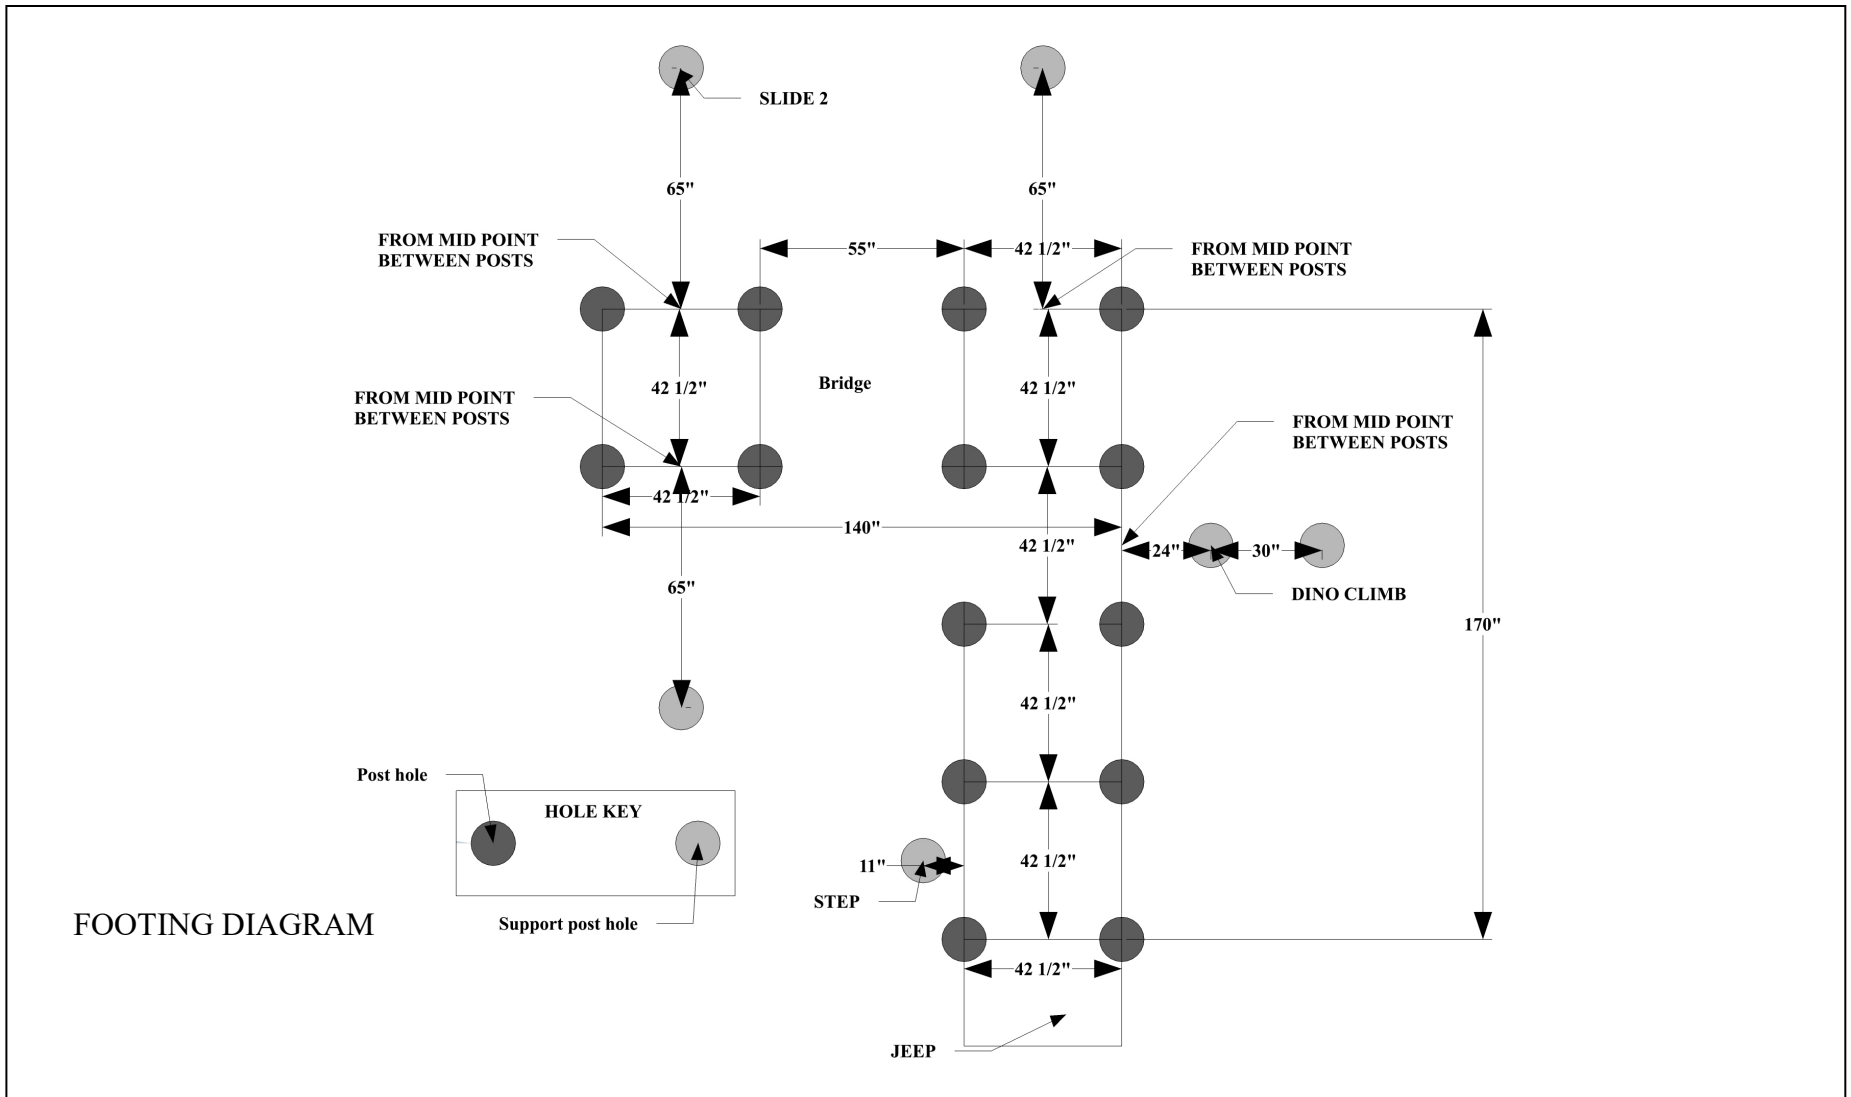 SLIDE 2
65"
65"
FROM MID POINT
BETWEEN POSTS
55"
42 1/2"
FROM MID POINT
BETWEEN POSTS
42 1/2"
Bridge
42 1/2"
FROM MID POINT
BETWEEN POSTS
FROM MID POINT
BETWEEN POSTS
42 1/2"
140"
42 1/2"
24"
30"
65"
DINO CLIMB
170"
42 1/2"
Post hole
HOLE KEY
11"
42 1/2"
STEP
FOOTING DIAGRAM
Support post hole
42 1/2"
JEEP